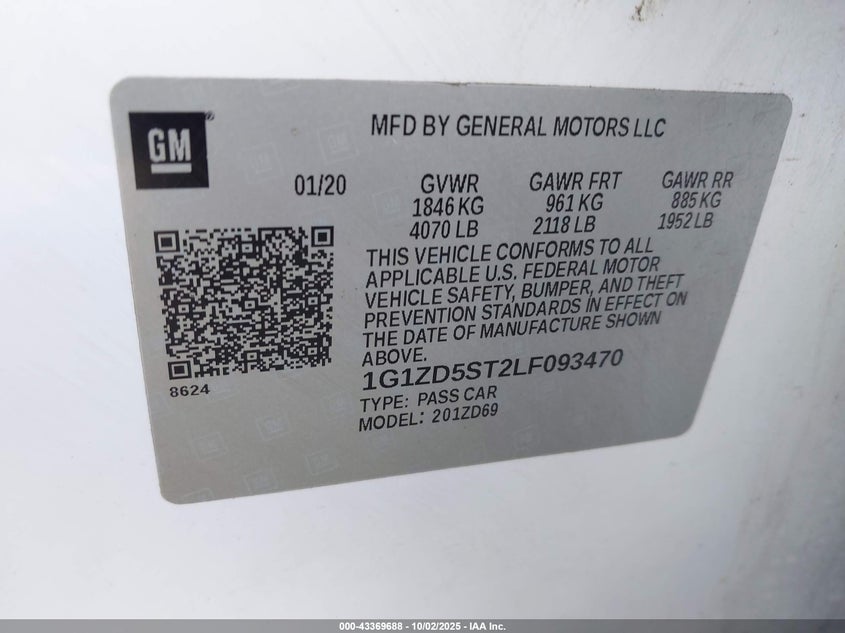 GM
MFD BY GENERAL MOTORS LLC
01/20
GVWR GAWR FRT GAWR RR
1846 KG 961 KG 885 KG
4070 LB 2118 LB 1952 LB
THIS VEHICLE CONFORMS TO ALL
APPLICABLE U.S. FEDERAL MOTOR
VEHICLE SAFETY, BUMPER, AND THEFT
PREVENTION STANDARDS IN EFFECT ON
THE DATE OF MANUFACTURE SHOWN
ABOVE.
8624
1G1ZD5ST2LF093470
TYPE: PASS CAR
MODEL: 201ZD69
000-43369688 - 10/02/2025 - IAA Inc.